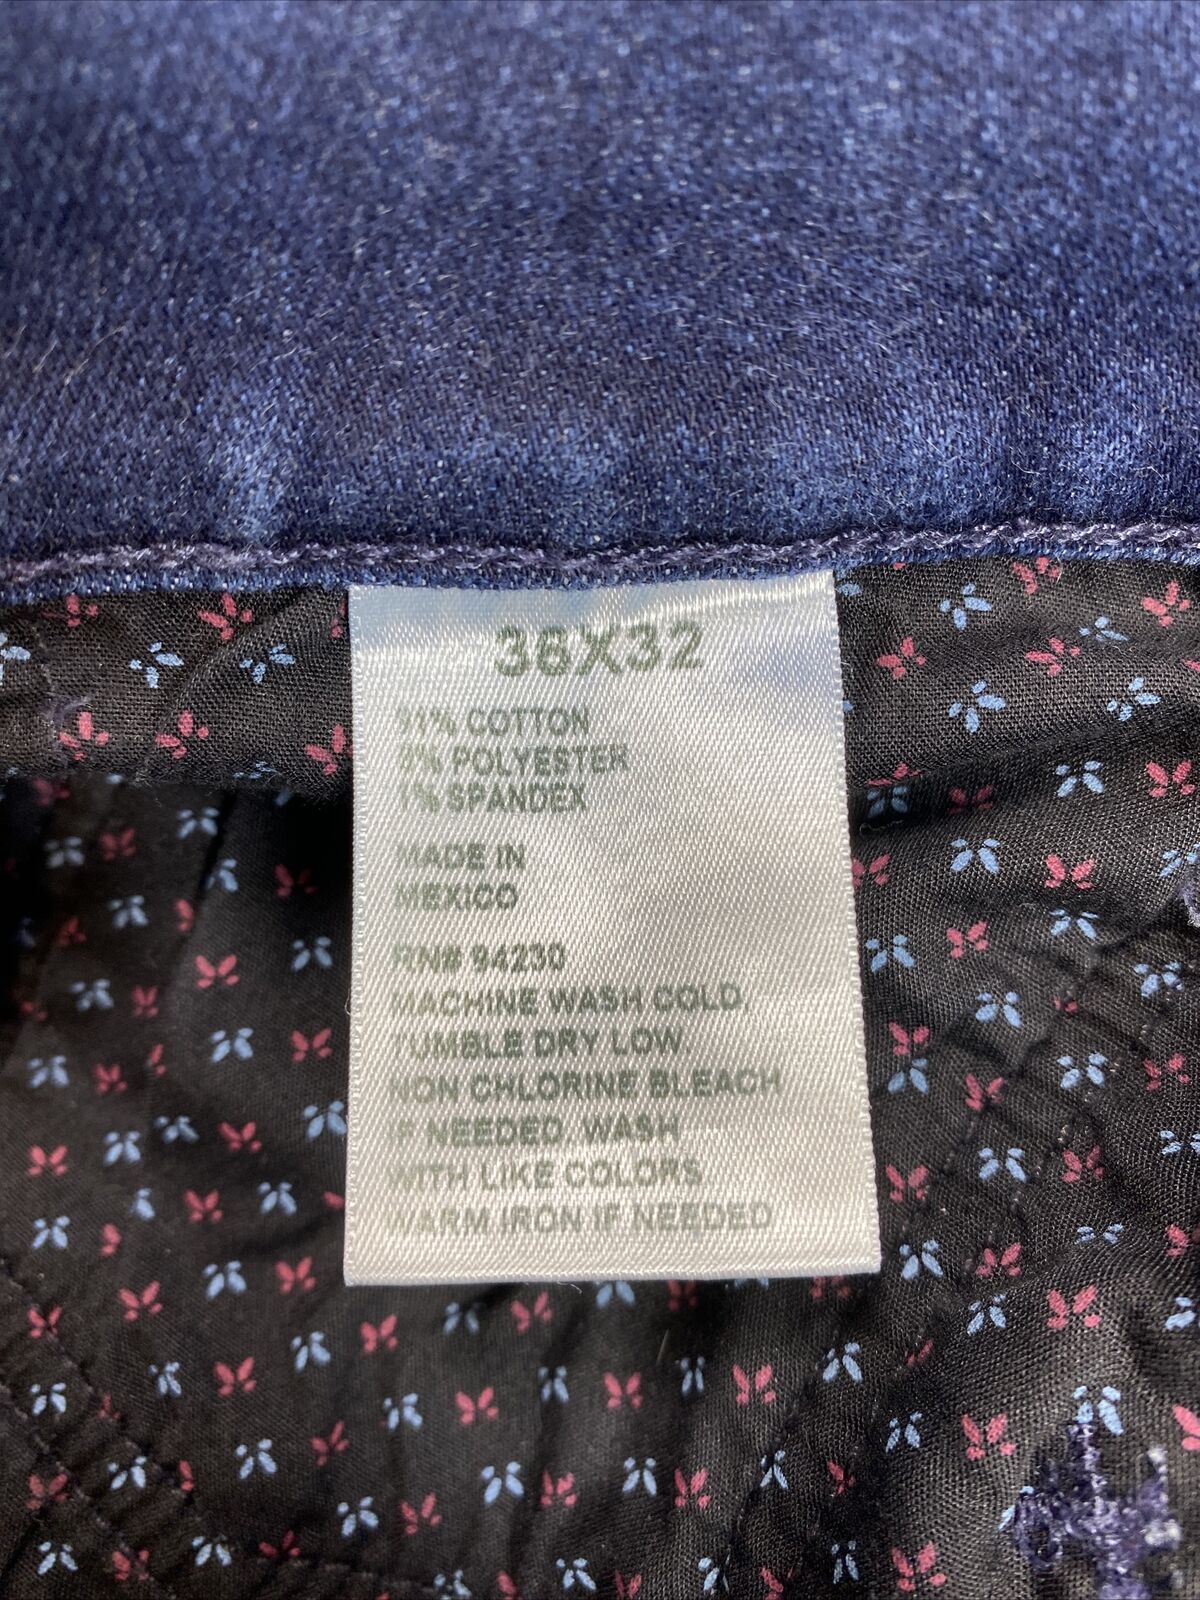 36X32
91% COTTON
8% POLYESTER
1% SPANDEX
MADE IN
MEXICO
RN# 94230
MACHINE WASH COLD,
TUMBLE DRY LOW
NON CHLORINE BLEACH
IF NEEDED, WASH
WITH LIKE COLORS
WARM IRON IF NEEDED